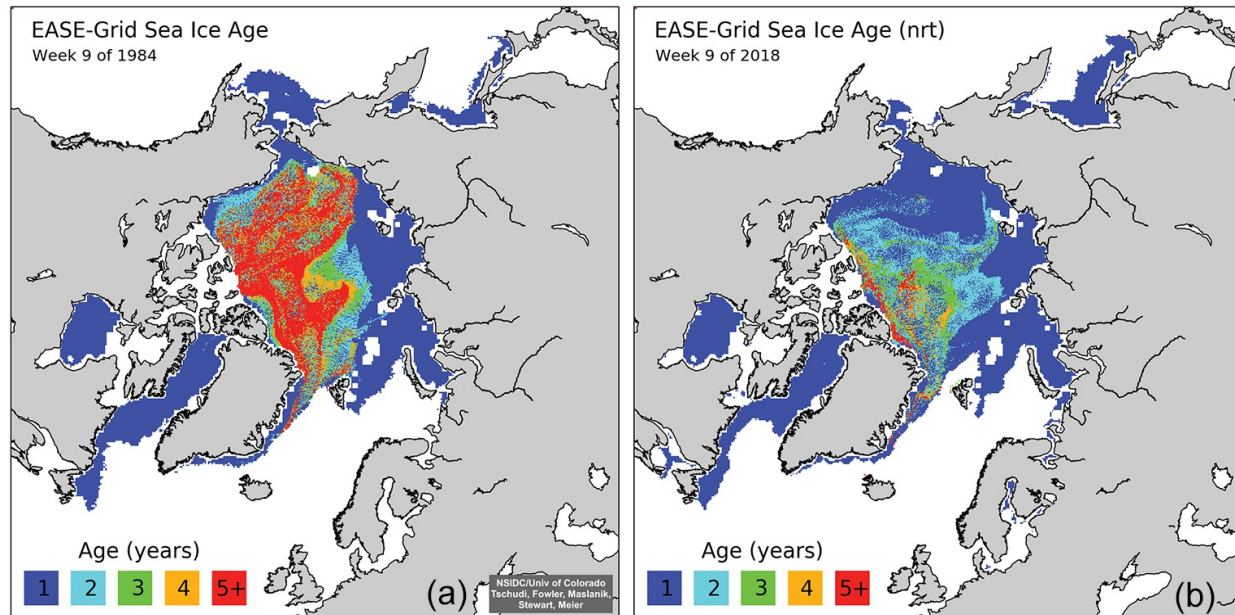 EASE-Grid Sea Ice Age
Week 9 of 1984
Age (years)
1 2 3 4 5+
(a)
NSIDC/Univ of Colorado
Tschudi, Fowler, Maslanik,
Stewart, Meier
EASE-Grid Sea Ice Age (nrt)
Week 9 of 2018
Age (years)
1 2 3 4 5+
(b)